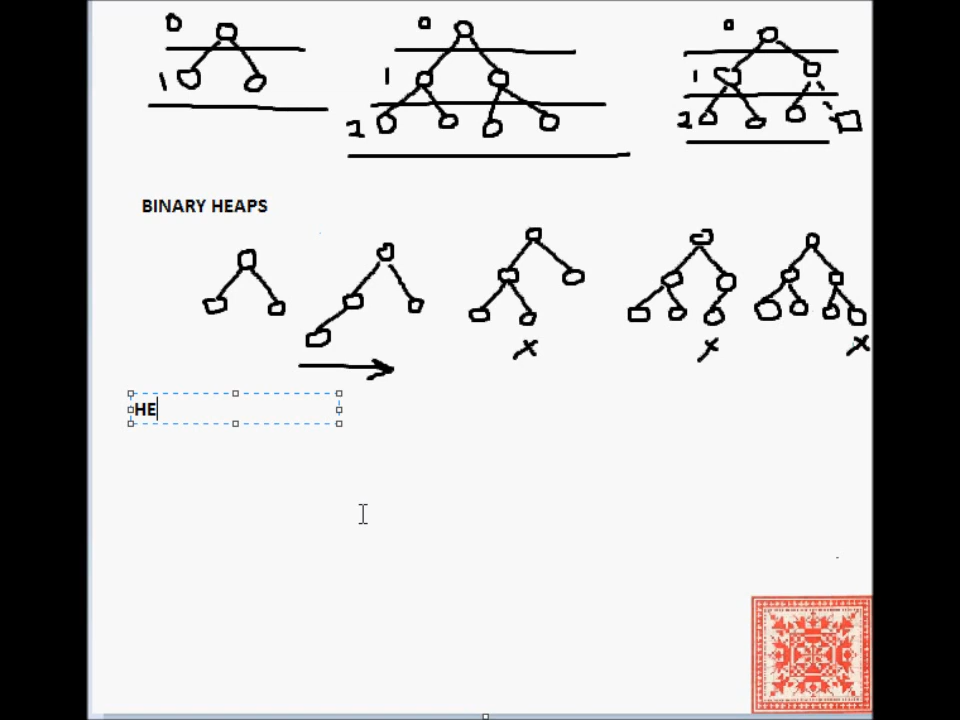 0 0 0
1 1 1
2 2
BINARY HEAPS
x x x
HE